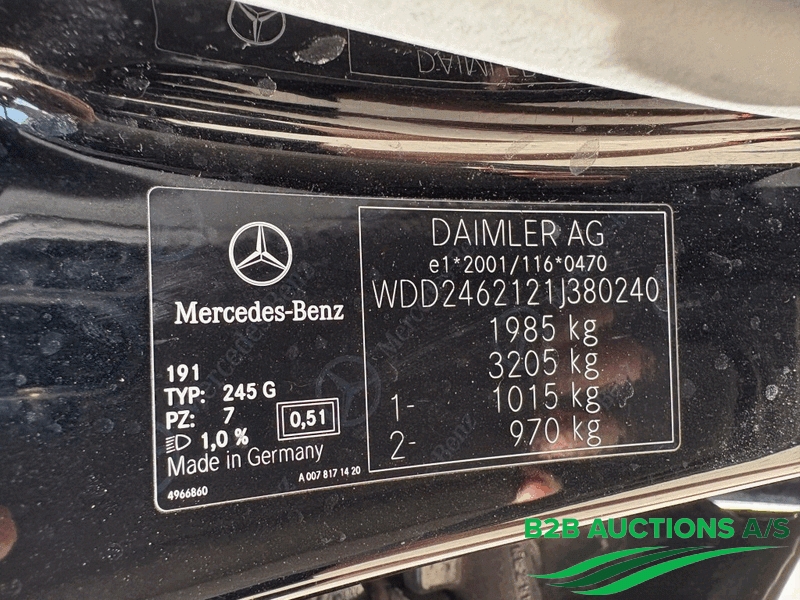 DAIMLER
Mercedes-Benz
191
TYP: 245 G
PZ: 7
0,51
1,0 %
Made in Germany
4966860
A 007 817 14 20
DAIMLER AG
e1*2001/116*0470
WDD2462121J380240
1985 kg
3205 kg
1- 1015 kg
2- 970 kg
B2B AUCTIONS A/S